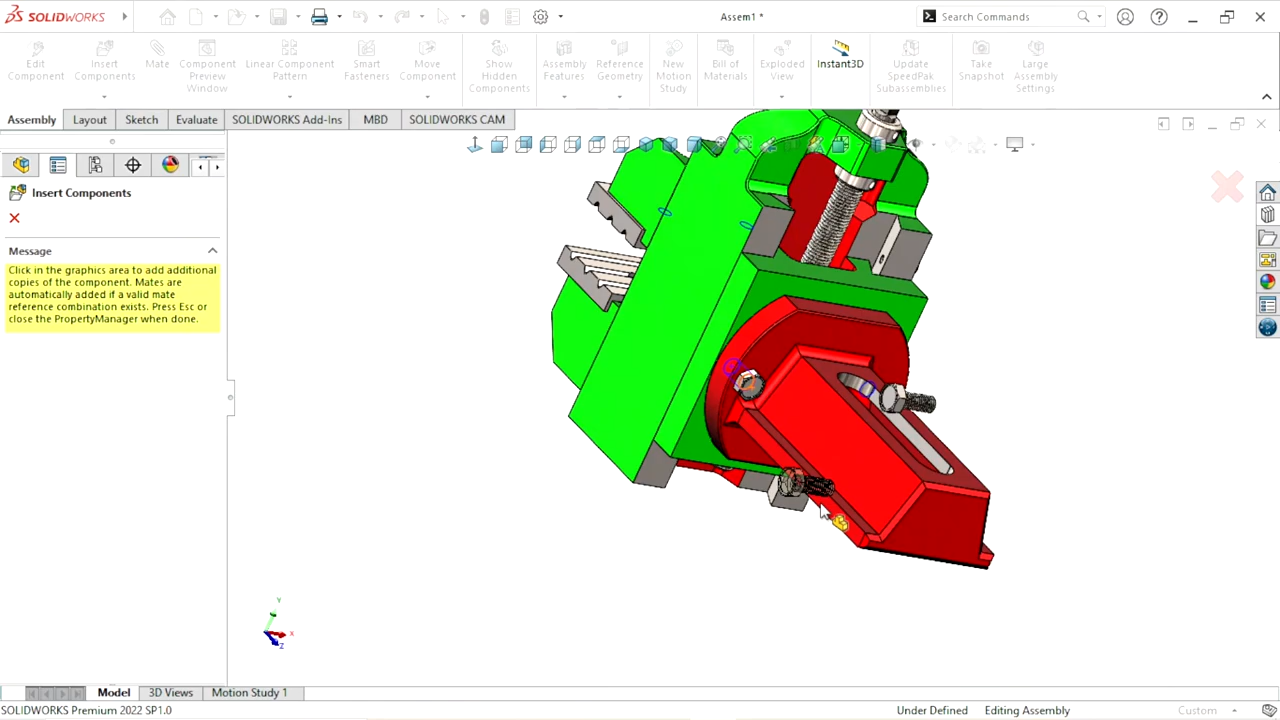 SOLIDWORKS
Assem1 *
Search Commands
Edit Component
Insert Components
Mate
Component Preview Window
Linear Component Pattern
Smart Fasteners
Move Component
Show Hidden Components
Assembly Features
Reference Geometry
New Motion Study
Bill of Materials
Exploded View
Instant3D
Update SpeedPak Subassemblies
Take Snapshot
Large Assembly Settings
Assembly
Layout
Sketch
Evaluate
SOLIDWORKS Add-Ins
MBD
SOLIDWORKS CAM
Insert Components
Message
Click in the graphics area to add additional
copies of the component. Mates are
automatically added if a valid mate
reference combination exists. Press Esc or
close the PropertyManager when done.
Y
X
Z
Model
3D Views
Motion Study 1
SOLIDWORKS Premium 2022 SP1.0
Under Defined
Editing Assembly
Custom